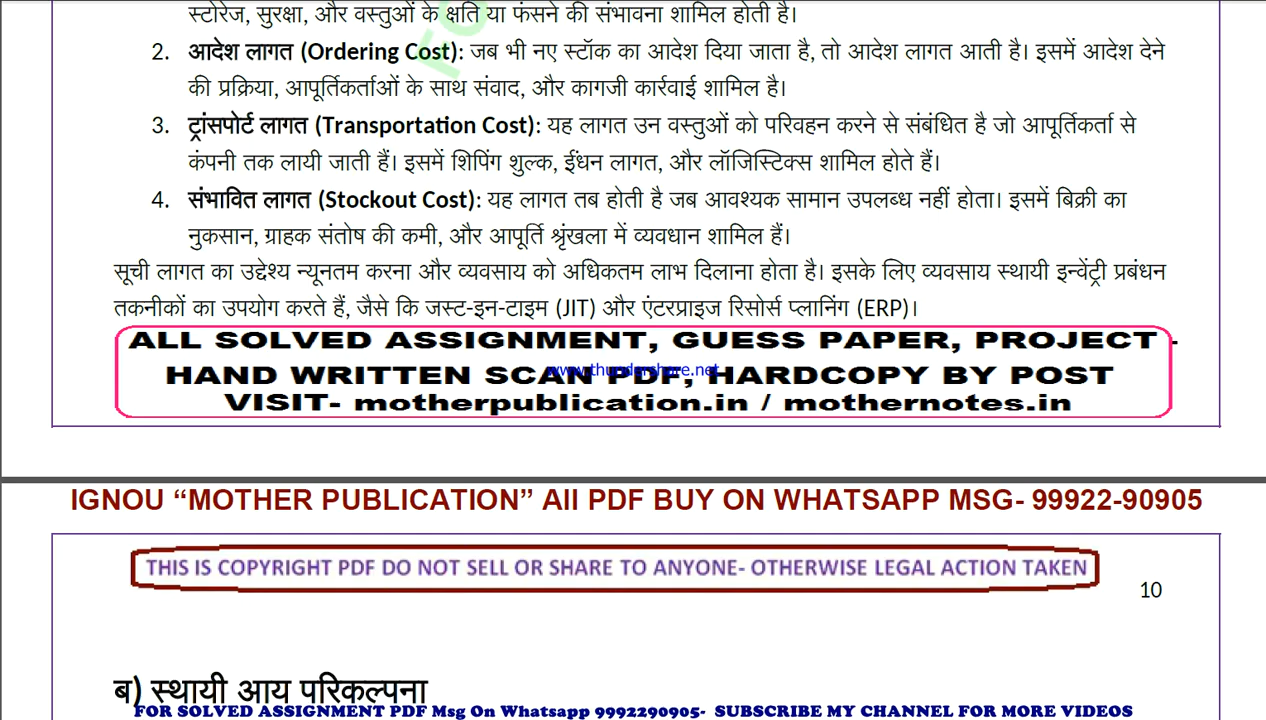 स्टोरेज, सुरक्षा, और वस्तुओं के क्षति या फंसने की संभावना शामिल होती है।
2. आदेश लागत (Ordering Cost): जब भी नए स्टॉक का आदेश दिया जाता है, तो आदेश लागत आती है। इसमें आदेश देने
की प्रक्रिया, आपूर्तिकर्ताओं के साथ संवाद, और कागजी कार्रवाई शामिल है।
3. ट्रांसपोर्ट लागत (Transportation Cost): यह लागत उन वस्तुओं को परिवहन करने से संबंधित है जो आपूर्तिकर्ता से
कंपनी तक लायी जाती हैं। इसमें शिपिंग शुल्क, ईंधन लागत, और लॉजिस्टिक्स शामिल होते हैं।
4. संभावित लागत (Stockout Cost): यह लागत तब होती है जब आवश्यक सामान उपलब्ध नहीं होता। इसमें बिक्री का
नुकसान, ग्राहक संतोष की कमी, और आपूर्ति श्रृंखला में व्यवधान शामिल हैं।
सूची लागत का उद्देश्य न्यूनतम करना और व्यवसाय को अधिकतम लाभ दिलाना होता है। इसके लिए व्यवसाय स्थायी इन्वेंट्री प्रबंधन
तकनीकों का उपयोग करते हैं, जैसे कि जस्ट-इन-टाइम (JIT) और एंटरप्राइज रिसोर्स प्लानिंग (ERP)।
ALL SOLVED ASSIGNMENT, GUESS PAPER, PROJECT -
HAND WRITTEN SCAN PDF, HARDCOPY BY POST
www.thundershare.net
VISIT- motherpublication.in / mothernotes.in
IGNOU “MOTHER PUBLICATION” All PDF BUY ON WHATSAPP MSG- 99922-90905
THIS IS COPYRIGHT PDF DO NOT SELL OR SHARE TO ANYONE- OTHERWISE LEGAL ACTION TAKEN
10
ब) स्थायी आय परिकल्पना
FOR SOLVED ASSIGNMENT PDF Msg On Whatsapp 9992290905- SUBSCRIBE MY CHANNEL FOR MORE VIDEOS